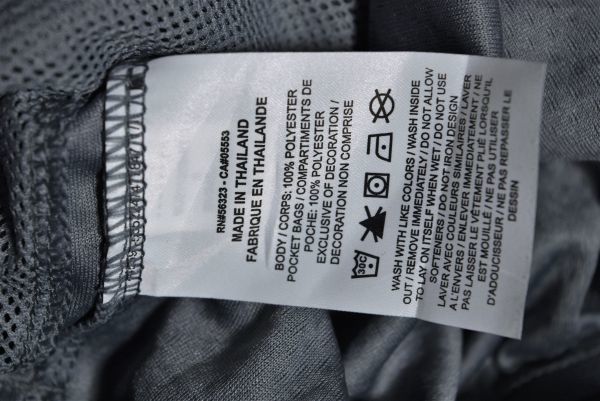 RN#56323 - CA#05553
MADE IN THAILAND
FABRIQUE EN THAILANDE
BODY / CORPS: 100% POLYESTER
POCKET BAGS / COMPARTIMENTS DE
POCHE: 100% POLYESTER
EXCLUSIVE OF DECORATION /
DECORATION NON COMPRISE
30C
WASH WITH LIKE COLORS / WASH INSIDE
OUT / REMOVE IMMEDIATELY / DO NOT ALLOW
TO LAY ON ITSELF WHEN WET / DO NOT USE
SOFTENERS / DO NOT IRON DESIGN
LAVER AVEC COULEURS SIMILAIRES / LAVER
A L'ENVERS / ENLEVER IMMEDIATEMENT / NE
PAS LAISSER LE VÊTEMENT PLIÉ LORSQU'IL
EST MOUILLÉ / NE PAS UTILISER
D'ADOUCISSEUR / NE PAS REPASSER LE
DESSIN